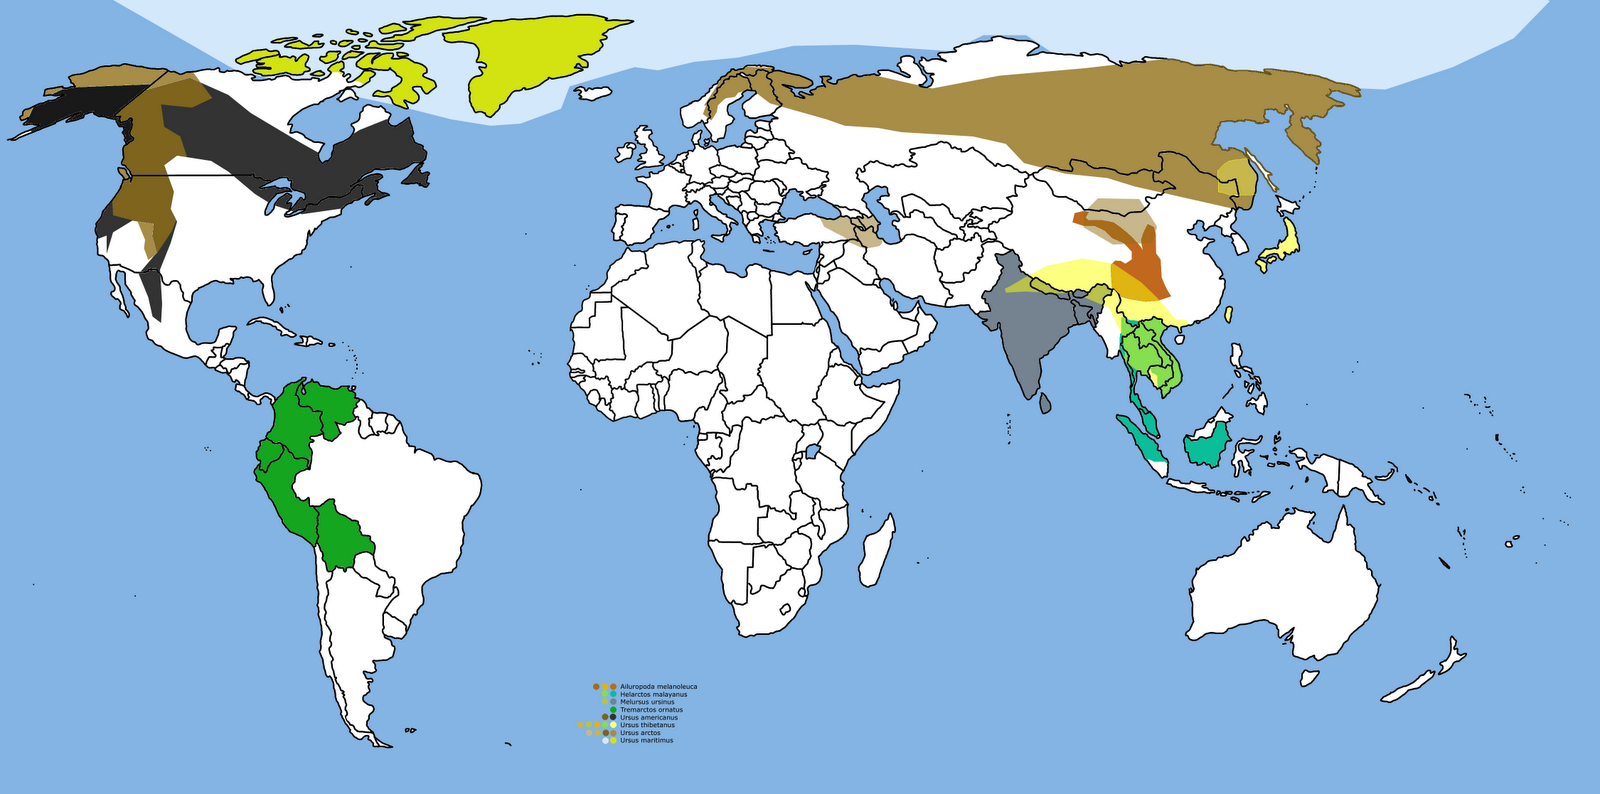 Ailuropoda melanoleuca
Helarctos malayanus
Melursus ursinus
Tremarctos ornatus
Ursus americanus
Ursus thibetanus
Ursus arctos
Ursus maritimus